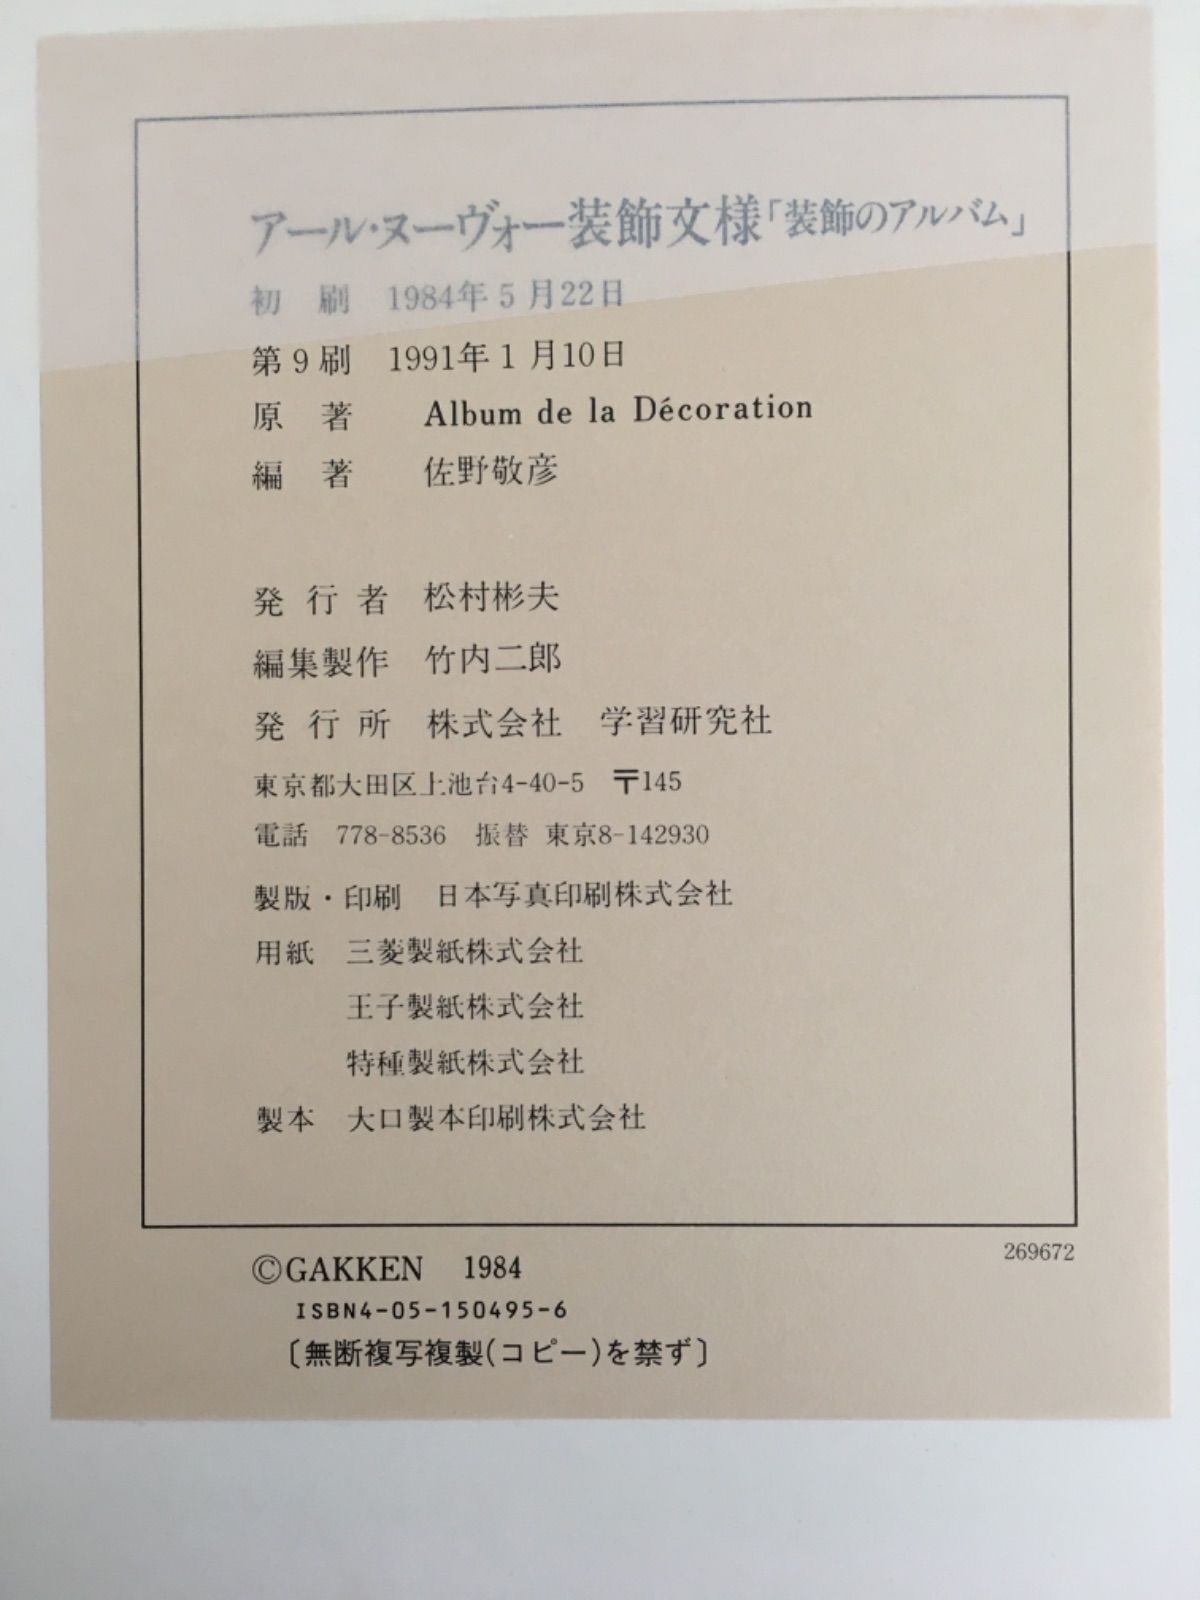 アール・ヌーヴォー装飾文様「装飾のアルバム」
初 刷 1984年5月22日
第9刷 1991年1月10日
原 著 Album de la Décoration
編 著 佐野敬彦
発 行 者 松村彬夫
編集製作 竹内二郎
発 行 所 株式会社 学習研究社
東京都大田区上池台4-40-5 〒145
電話 778-8536 振替 東京8-142930
製版・印刷 日本写真印刷株式会社
用紙 三菱製紙株式会社
王子製紙株式会社
特種製紙株式会社
製本 大口製本印刷株式会社
269672
©GAKKEN 1984
ISBN4-05-150495-6
〔無断複写複製(コピー)を禁ず〕